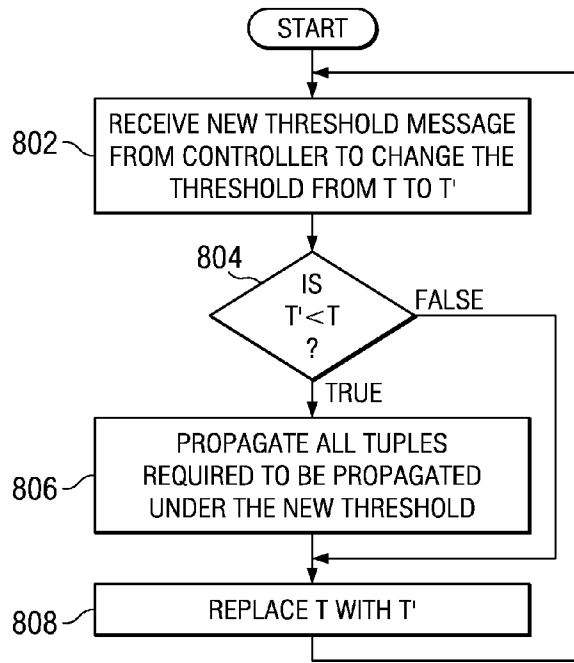 START
802
RECEIVE NEW THRESHOLD MESSAGE
FROM CONTROLLER TO CHANGE THE
THRESHOLD FROM T TO T'
804
IS
T'<T
?
FALSE
TRUE
806
PROPAGATE ALL TUPLES
REQUIRED TO BE PROPAGATED
UNDER THE NEW THRESHOLD
808
REPLACE T WITH T'